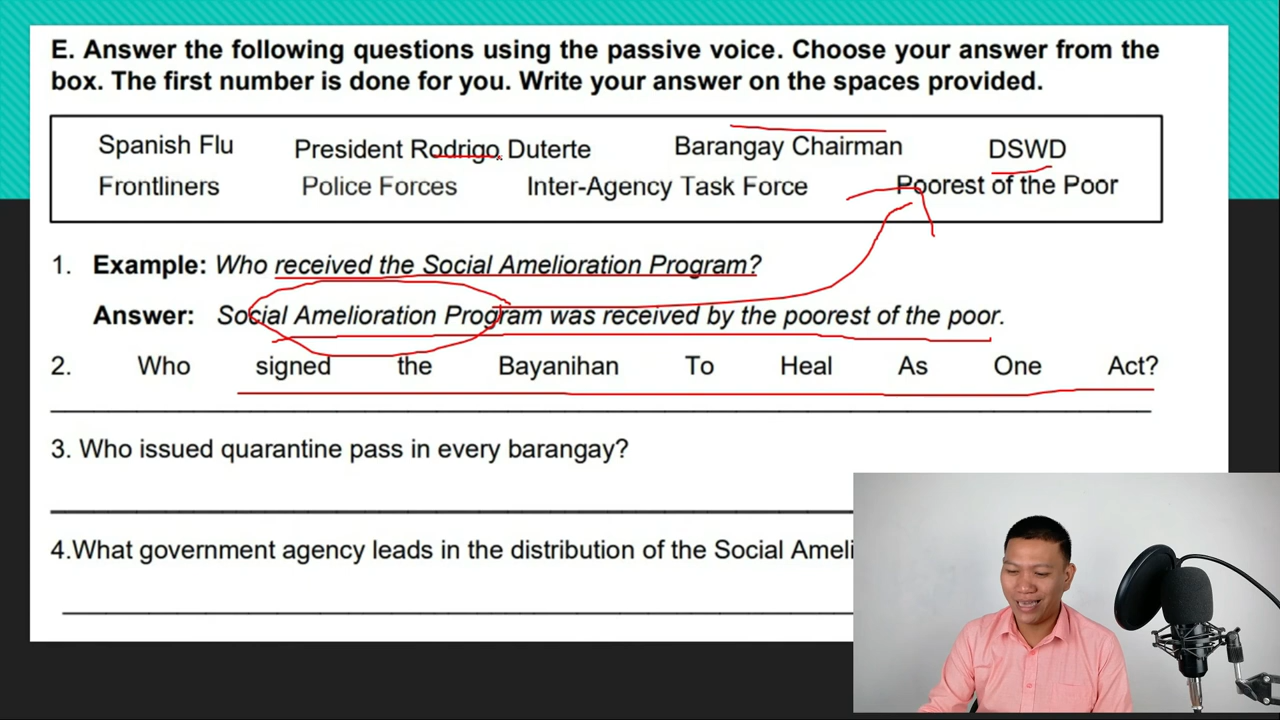 E. Answer the following questions using the passive voice. Choose your answer from the
box. The first number is done for you. Write your answer on the spaces provided.
Spanish Flu President Rodrigo Duterte Barangay Chairman DSWD
Frontliners Police Forces Inter-Agency Task Force Poorest of the Poor
1. Example: Who received the Social Amelioration Program?
Answer: Social Amelioration Program was received by the poorest of the poor.
2. Who signed the Bayanihan To Heal As One Act?
3. Who issued quarantine pass in every barangay?
4.What government agency leads in the distribution of the Social Ameli